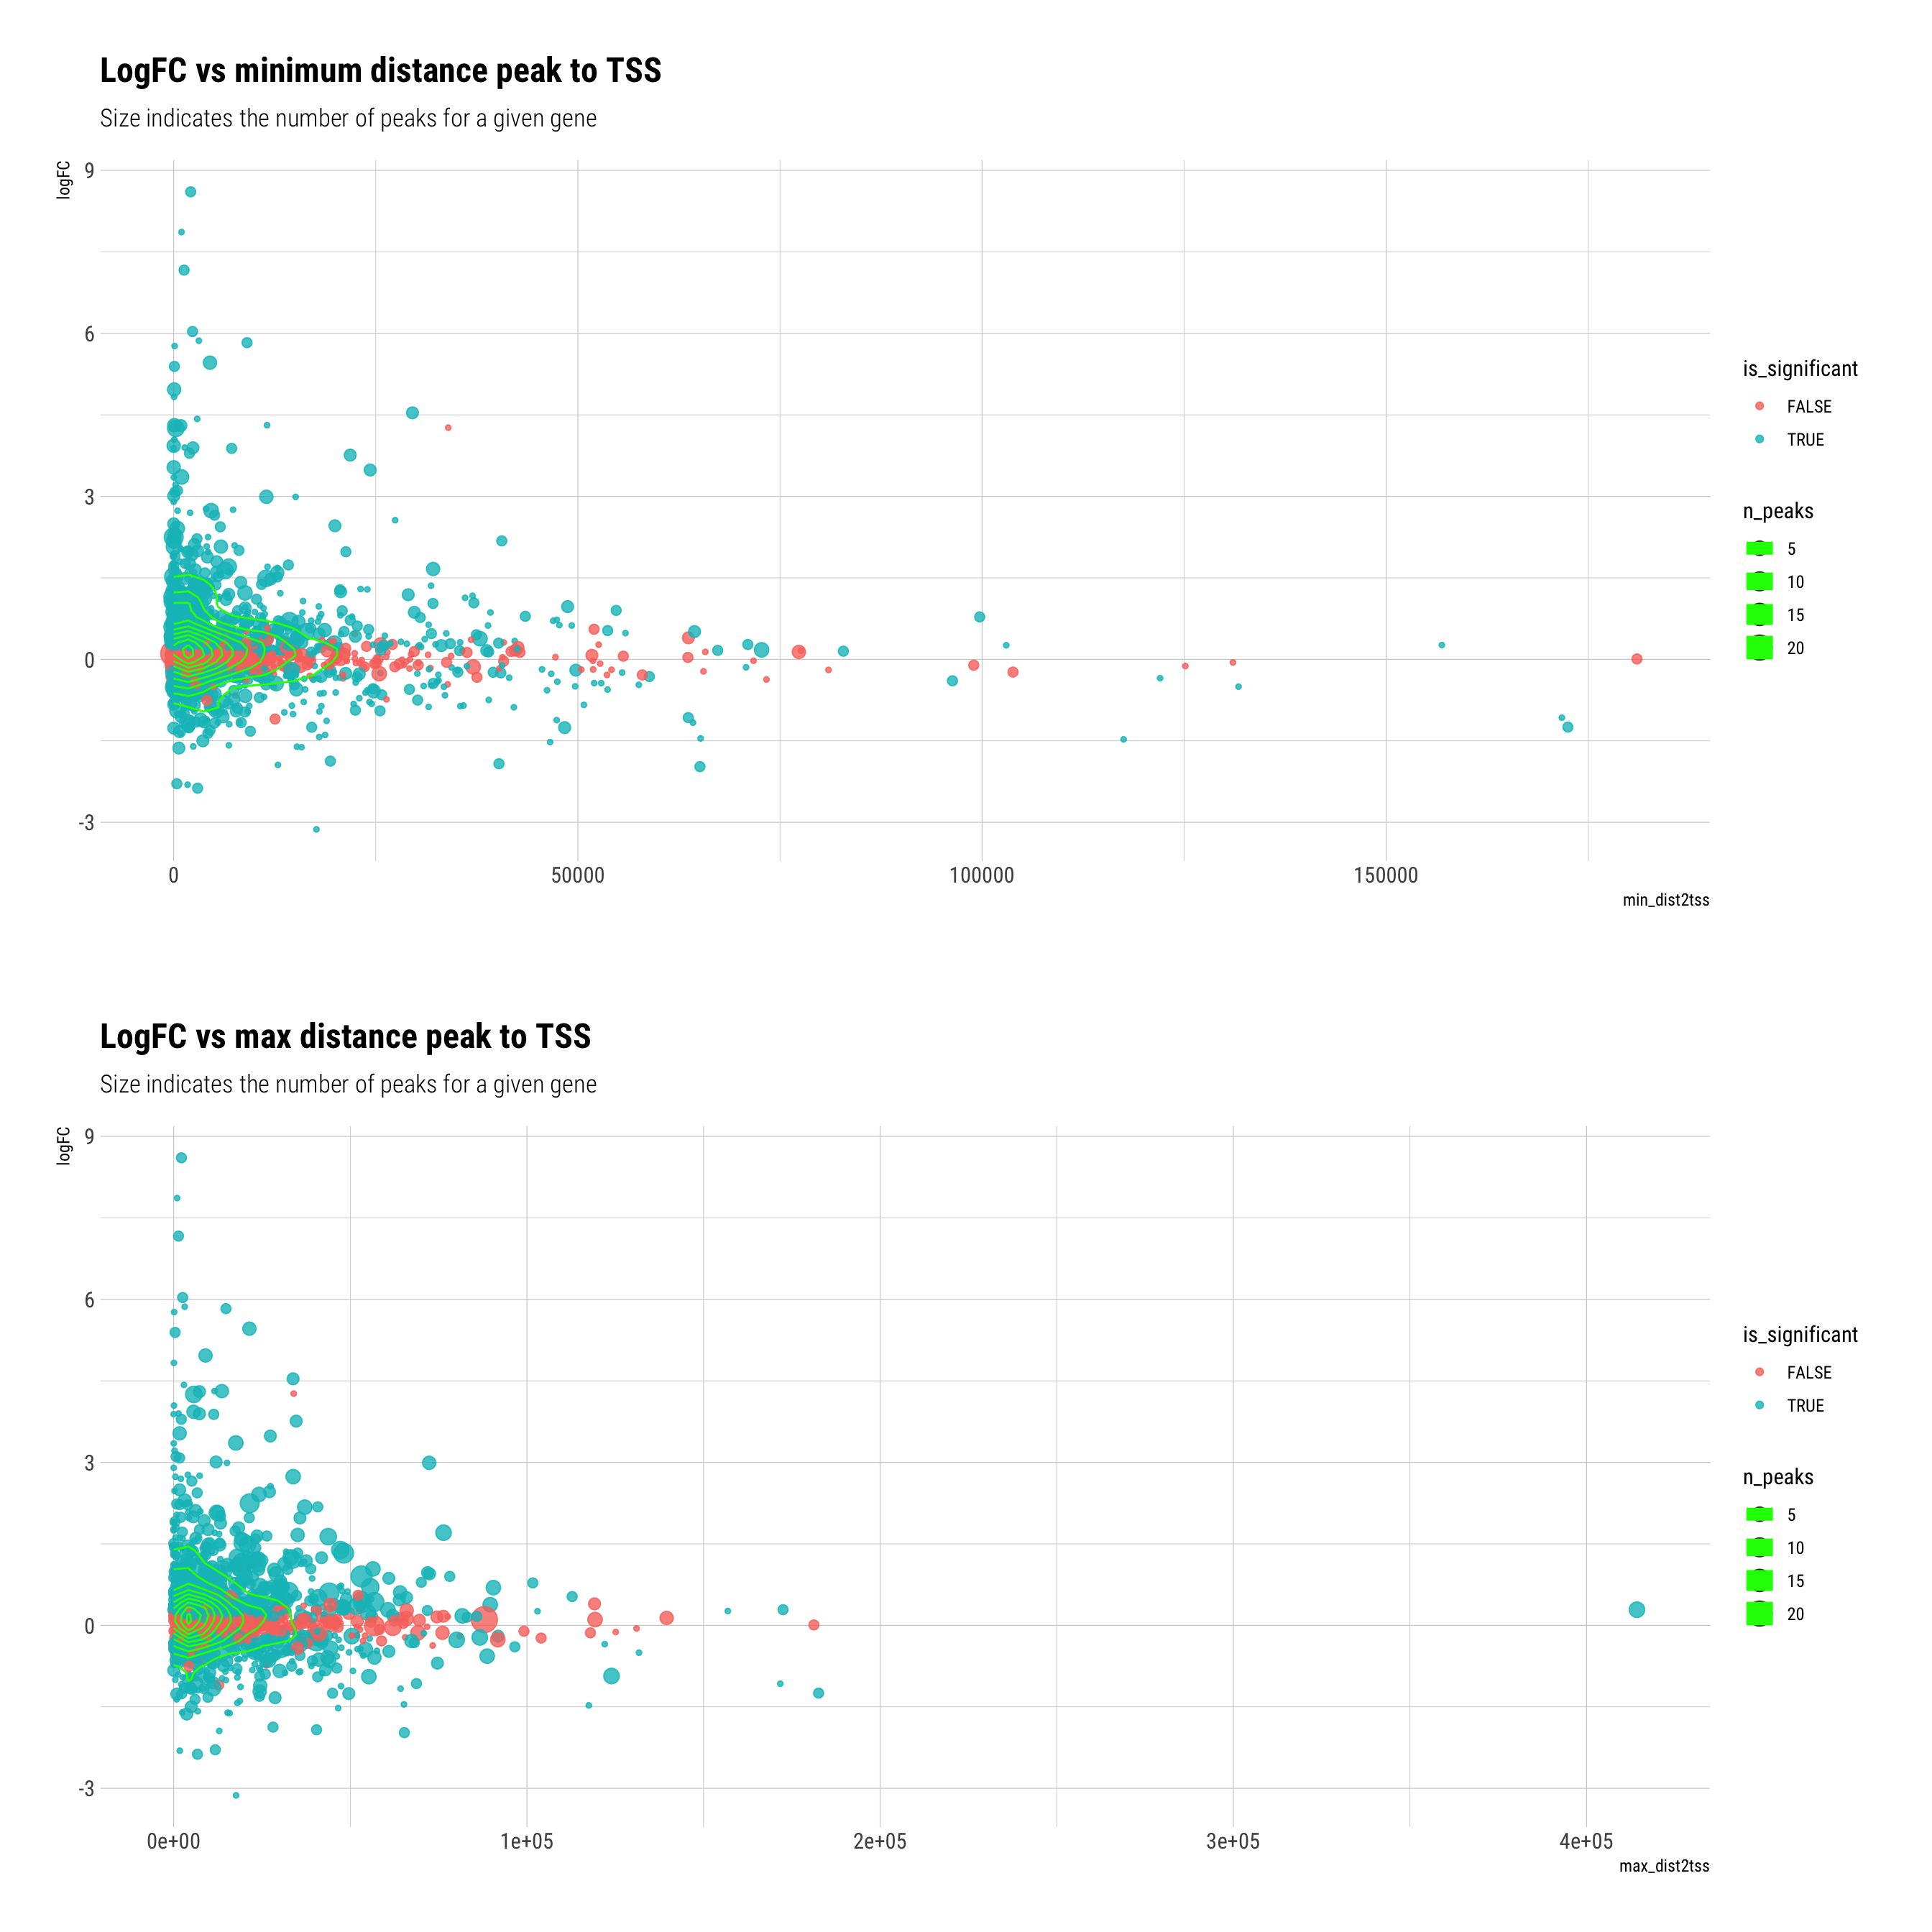 LogFC vs minimum distance peak to TSS
Size indicates the number of peaks for a given gene
logFC
9
6
3
0
-3
0 50000 100000 150000
min_dist2tss
is_significant
FALSE
TRUE
n_peaks
5
10
15
20
LogFC vs max distance peak to TSS
Size indicates the number of peaks for a given gene
logFC
9
6
3
0
-3
0e+00 1e+05 2e+05 3e+05 4e+05
max_dist2tss
is_significant
FALSE
TRUE
n_peaks
5
10
15
20